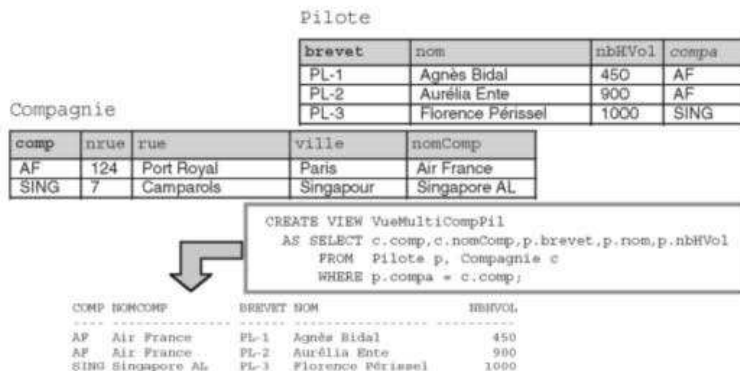 Pilote
brevet nom nbHVol compa
PL-1 Agnès Bidal 450 AF
PL-2 Aurélia Ente 900 AF
PL-3 Florence Périssel 1000 SING
Compagnie
comp nrue rue ville nomComp
AF 124 Port Royal Paris Air France
SING 7 Camparols Singapour Singapore AL
CREATE VIEW VueMultiCompPil
AS SELECT c.comp,c.nomComp,p.brevet,p.nom,p.nbHVol
FROM Pilote p, Compagnie c
WHERE p.compa = c.comp;
COMP NOMCOMP BREVET NOM NBHVOL
---- --------------- ------ ------------------ ----------
AF Air France PL-1 Agnès Bidal 450
AF Air France PL-2 Aurélia Ente 900
SING Singapore AL PL-3 Florence Périssel 1000